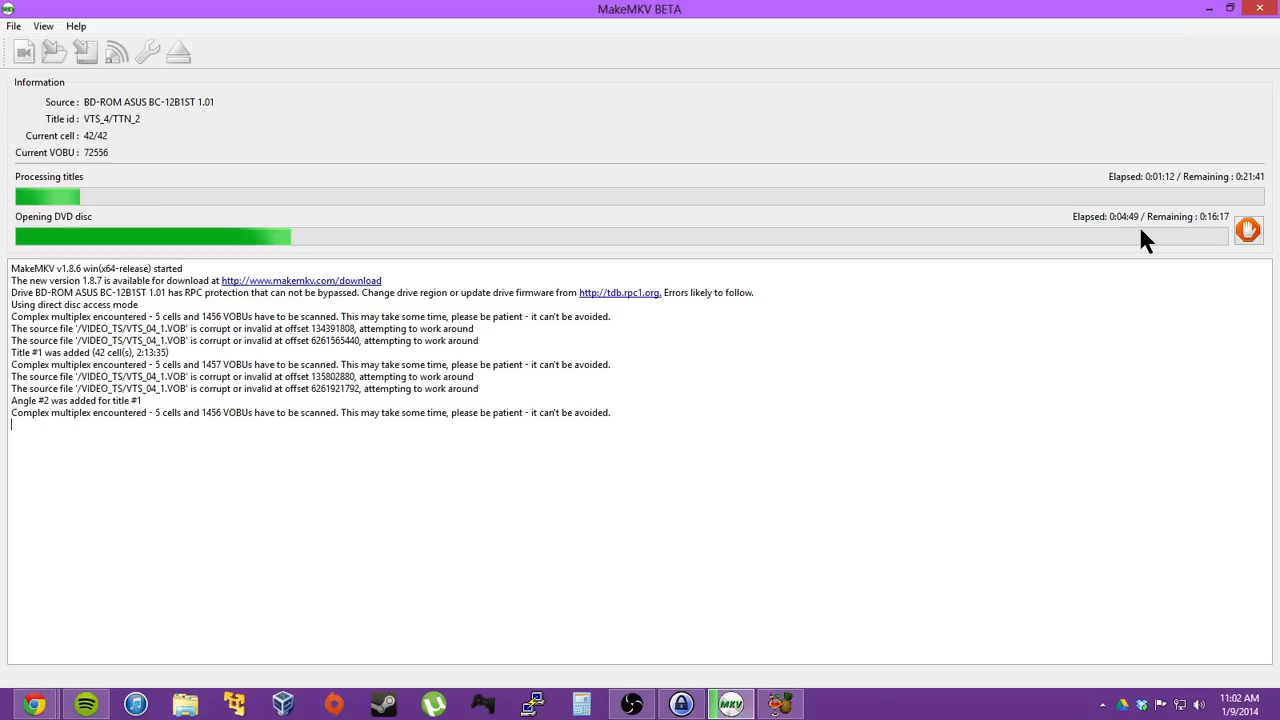 MakeMKV BETA
File View Help
Information
Source : BD-ROM ASUS BC-12B1ST 1.01
Title id : VTS_4/TTN_2
Current cell : 42/42
Current VOBU : 72556
Processing titles Elapsed: 0:01:12 / Remaining : 0:21:41
Opening DVD disc Elapsed: 0:04:49 / Remaining : 0:16:17
MakeMKV v1.8.6 win(x64-release) started
The new version 1.8.7 is available for download at http://www.makemkv.com/download
Drive BD-ROM ASUS BC-12B1ST 1.01 has RPC protection that can not be bypassed. Change drive region or update drive firmware from http://tdb.rpc1.org. Errors likely to follow.
Using direct disc access mode
Complex multiplex encountered - 5 cells and 1456 VOBUs have to be scanned. This may take some time, please be patient - it can't be avoided.
The source file '/VIDEO_TS/VTS_04_1.VOB' is corrupt or invalid at offset 134391808, attempting to work around
The source file '/VIDEO_TS/VTS_04_1.VOB' is corrupt or invalid at offset 6261565440, attempting to work around
Title #1 was added (42 cell(s), 2:13:35)
Complex multiplex encountered - 5 cells and 1457 VOBUs have to be scanned. This may take some time, please be patient - it can't be avoided.
The source file '/VIDEO_TS/VTS_04_1.VOB' is corrupt or invalid at offset 135802880, attempting to work around
The source file '/VIDEO_TS/VTS_04_1.VOB' is corrupt or invalid at offset 6261921792, attempting to work around
Angle #2 was added for title #1
Complex multiplex encountered - 5 cells and 1456 VOBUs have to be scanned. This may take some time, please be patient - it can't be avoided.
MKV
11:02 AM
1/9/2014